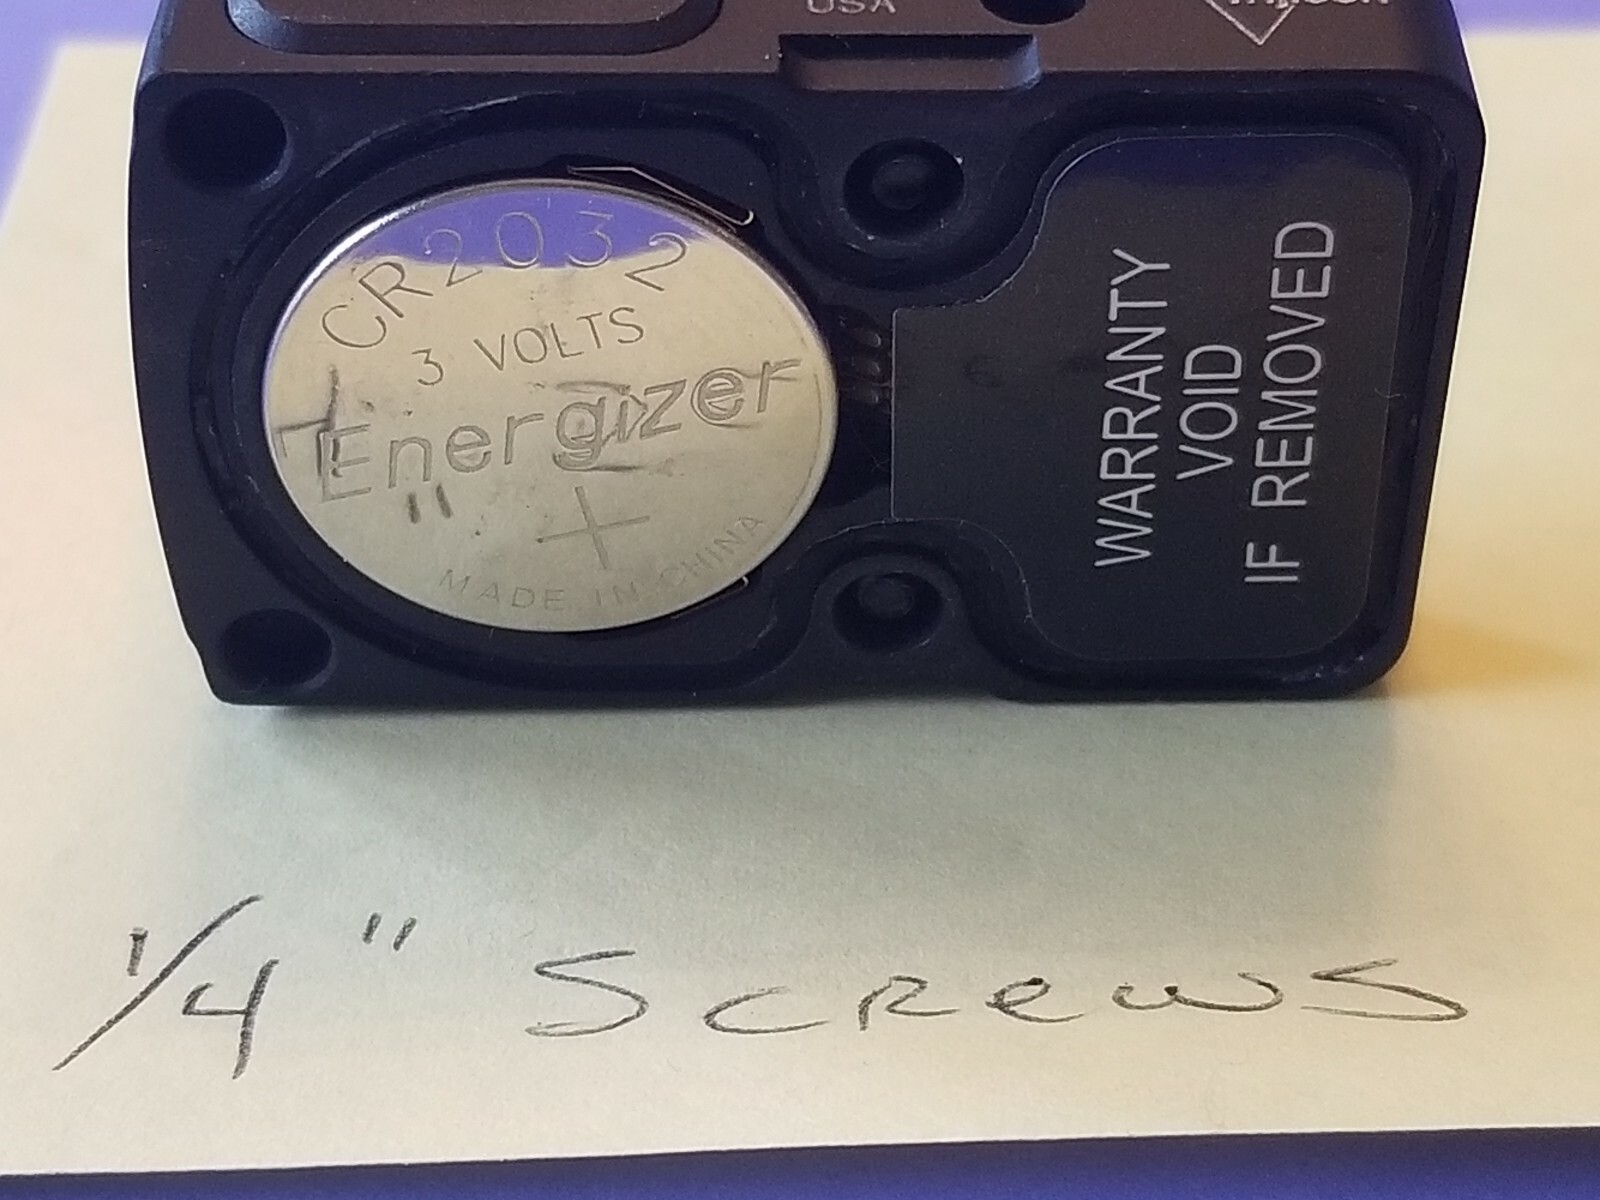 USA
CR2032
3 VOLTS
Energizer
+
MADE IN CHINA
WARRANTY
VOID
IF REMOVED
1/4" Screws